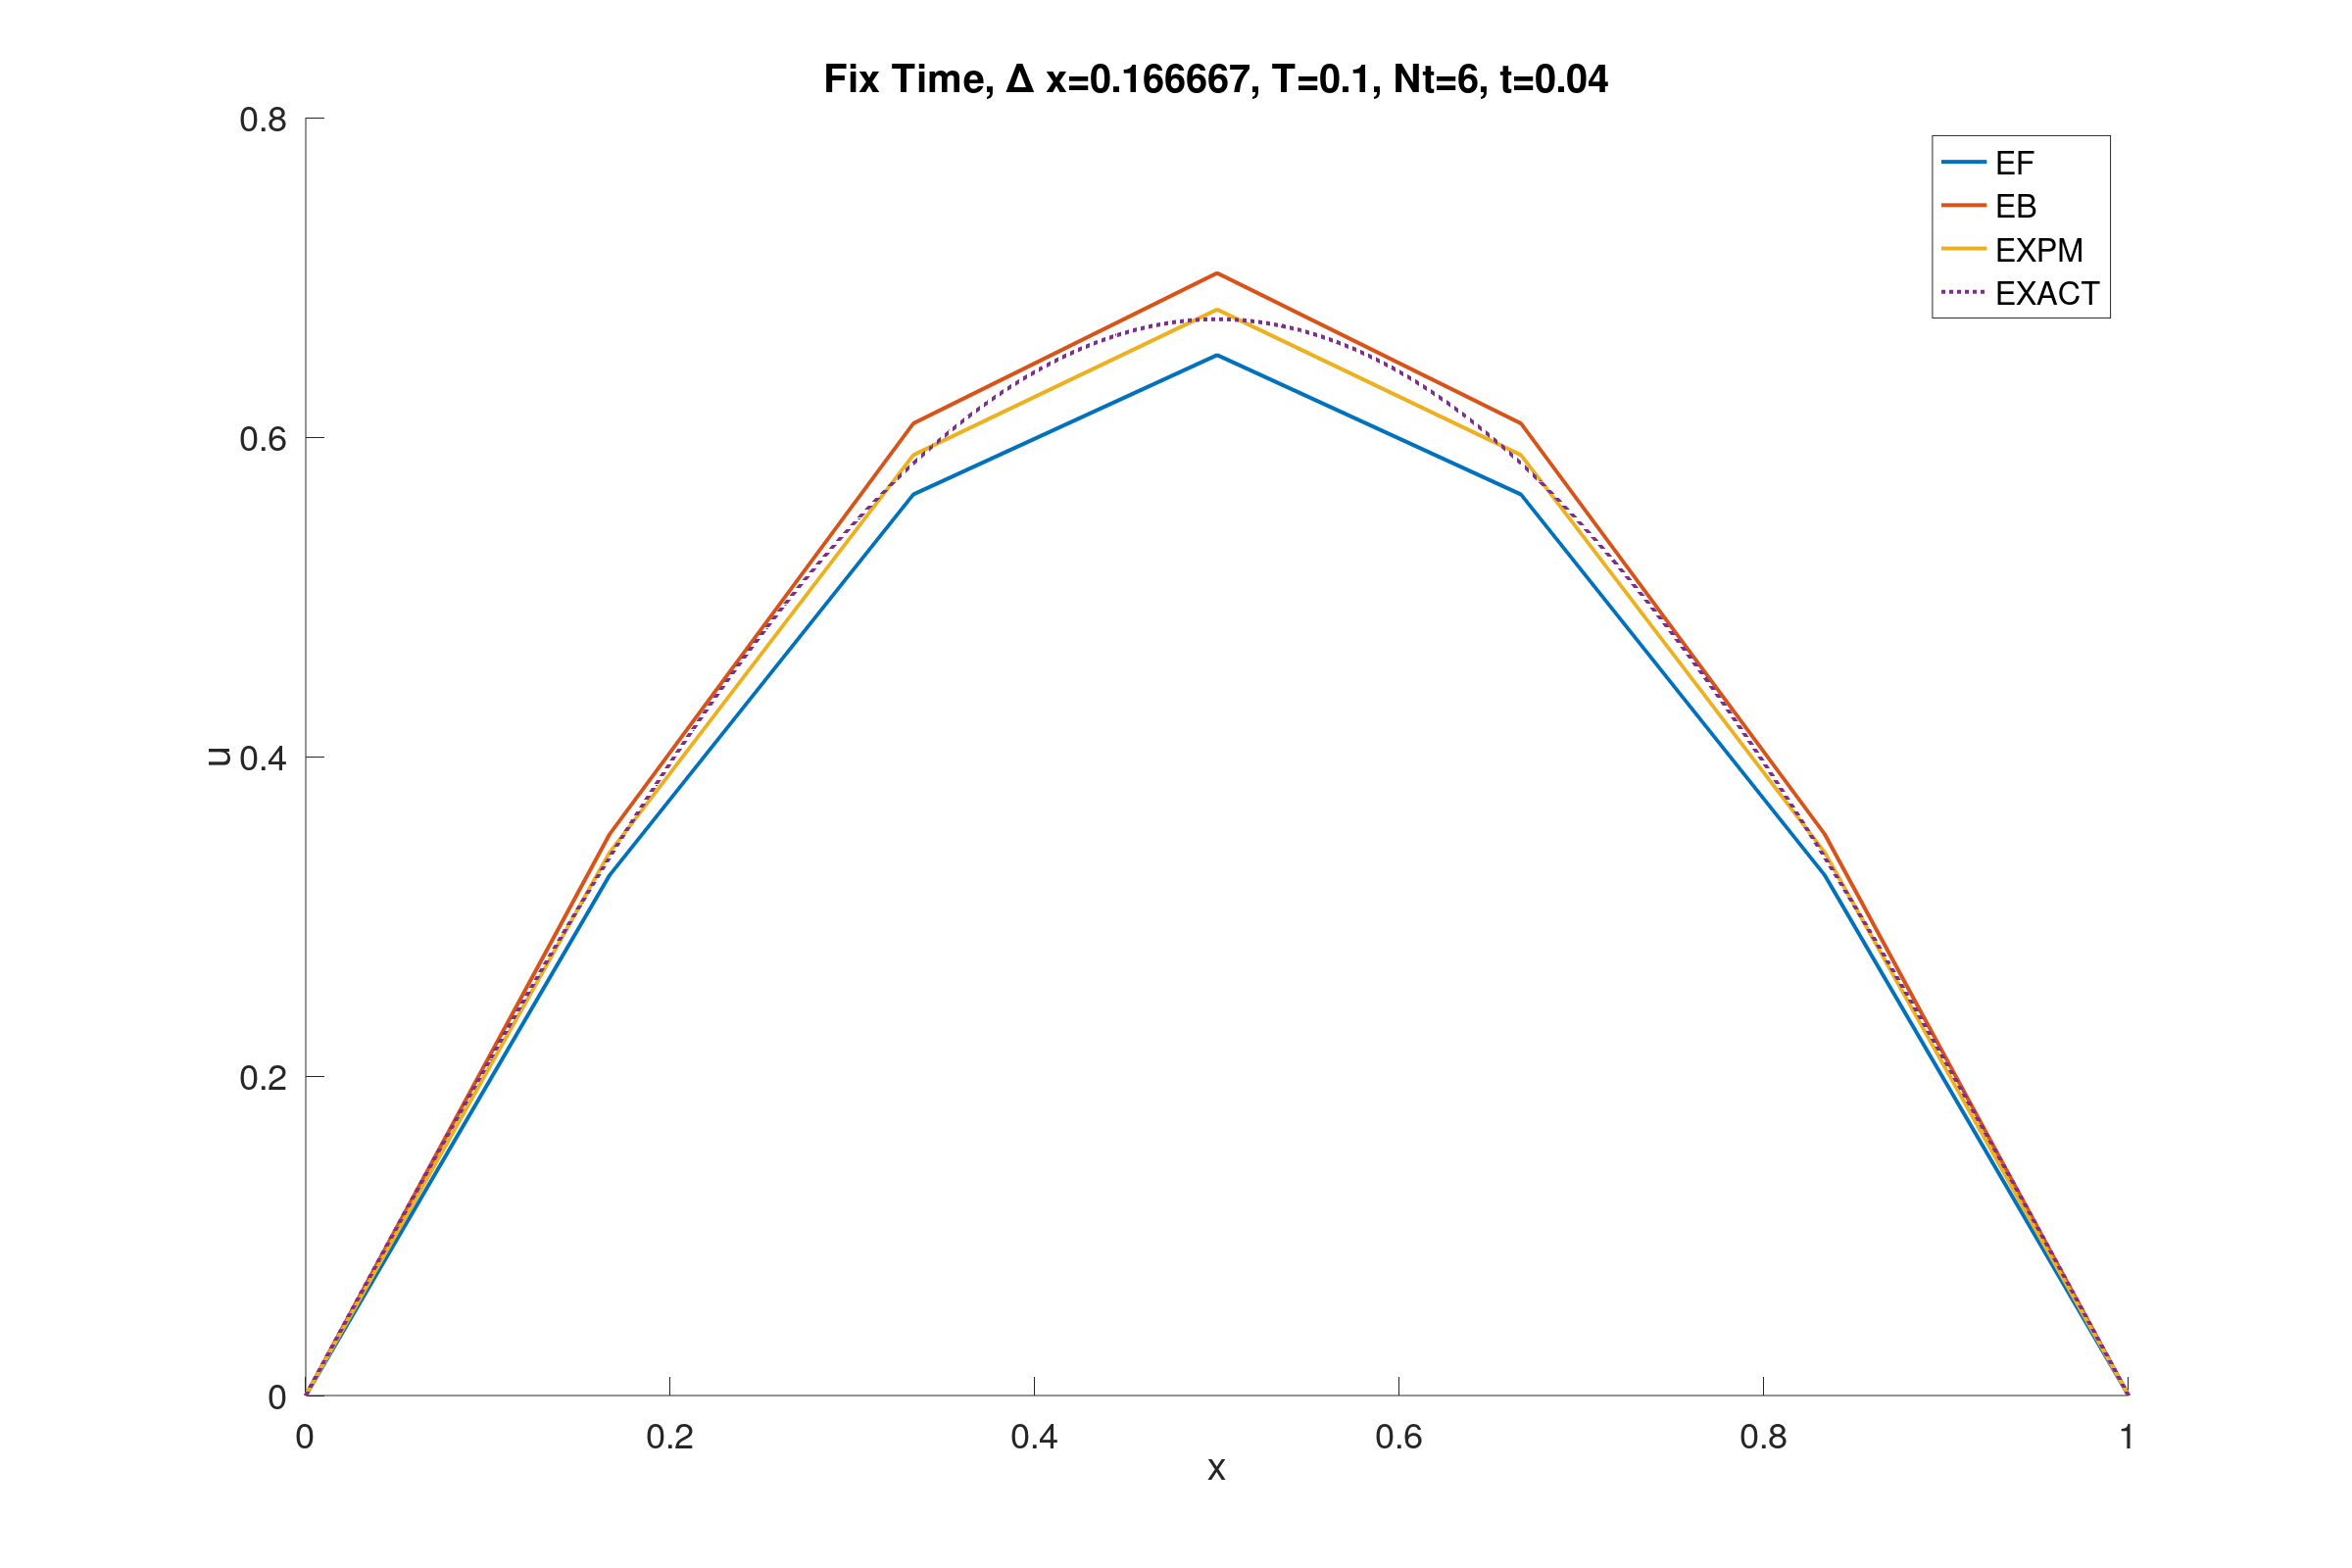 Fix Time, Δ x=0.166667, T=0.1, Nt=6, t=0.04
0.8
0.6
0.4
0.2
0
u
EF
EB
EXPM
EXACT
0 0.2 0.4 0.6 0.8 1
x